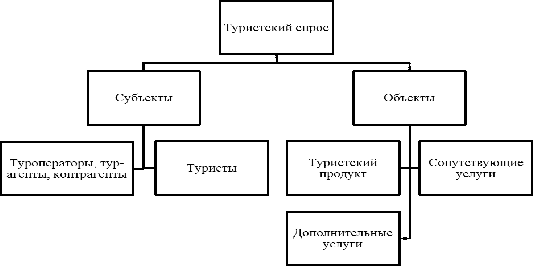 Туристский спрос
Субъекты
Объекты
Туроператоры, тур-
агенты, контрагенты
Туристы
Туристский
продукт
Сопутствующие
услуги
Дополнительные
услуги